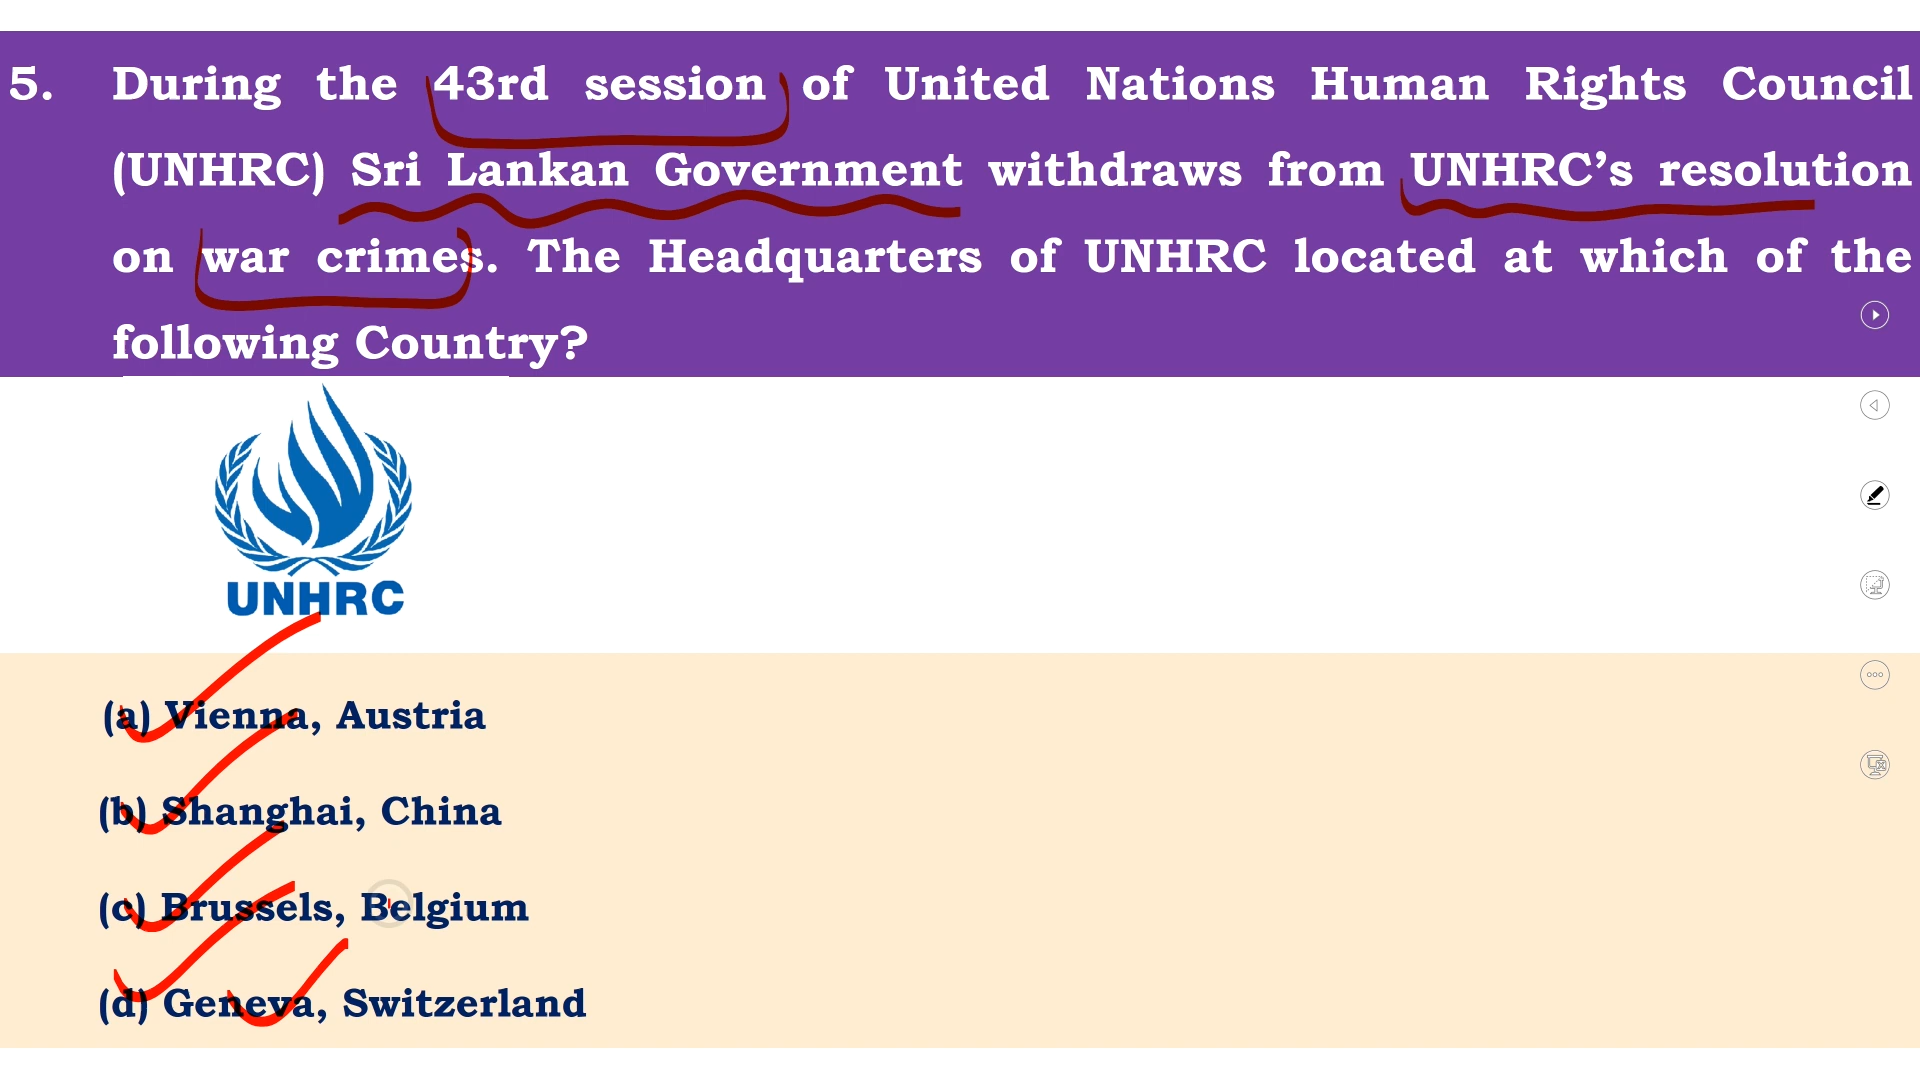 5. During the 43rd session of United Nations Human Rights Council
(UNHRC) Sri Lankan Government withdraws from UNHRC’s resolution
on war crimes. The Headquarters of UNHRC located at which of the
following Country?
UNHRC
(a) Vienna, Austria
(b) Shanghai, China
(c) Brussels, Belgium
(d) Geneva, Switzerland